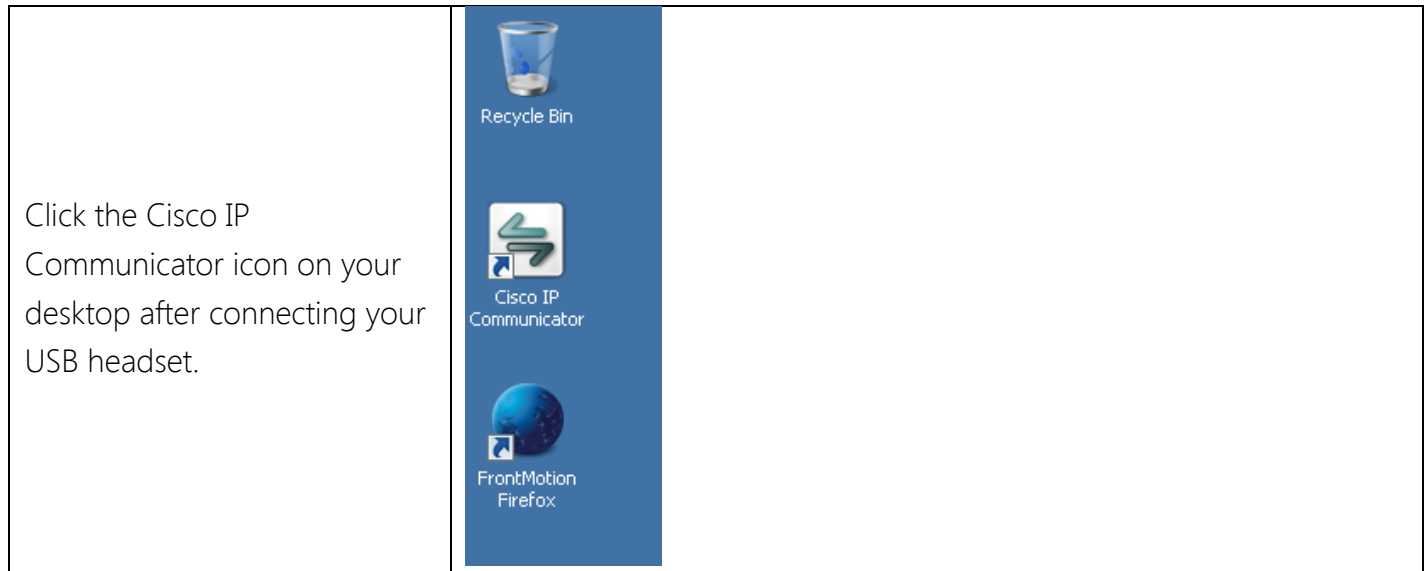 Click the Cisco IP
Communicator icon on your
desktop after connecting your
USB headset.
Recycle Bin
Cisco IP
Communicator
FrontMotion
Firefox